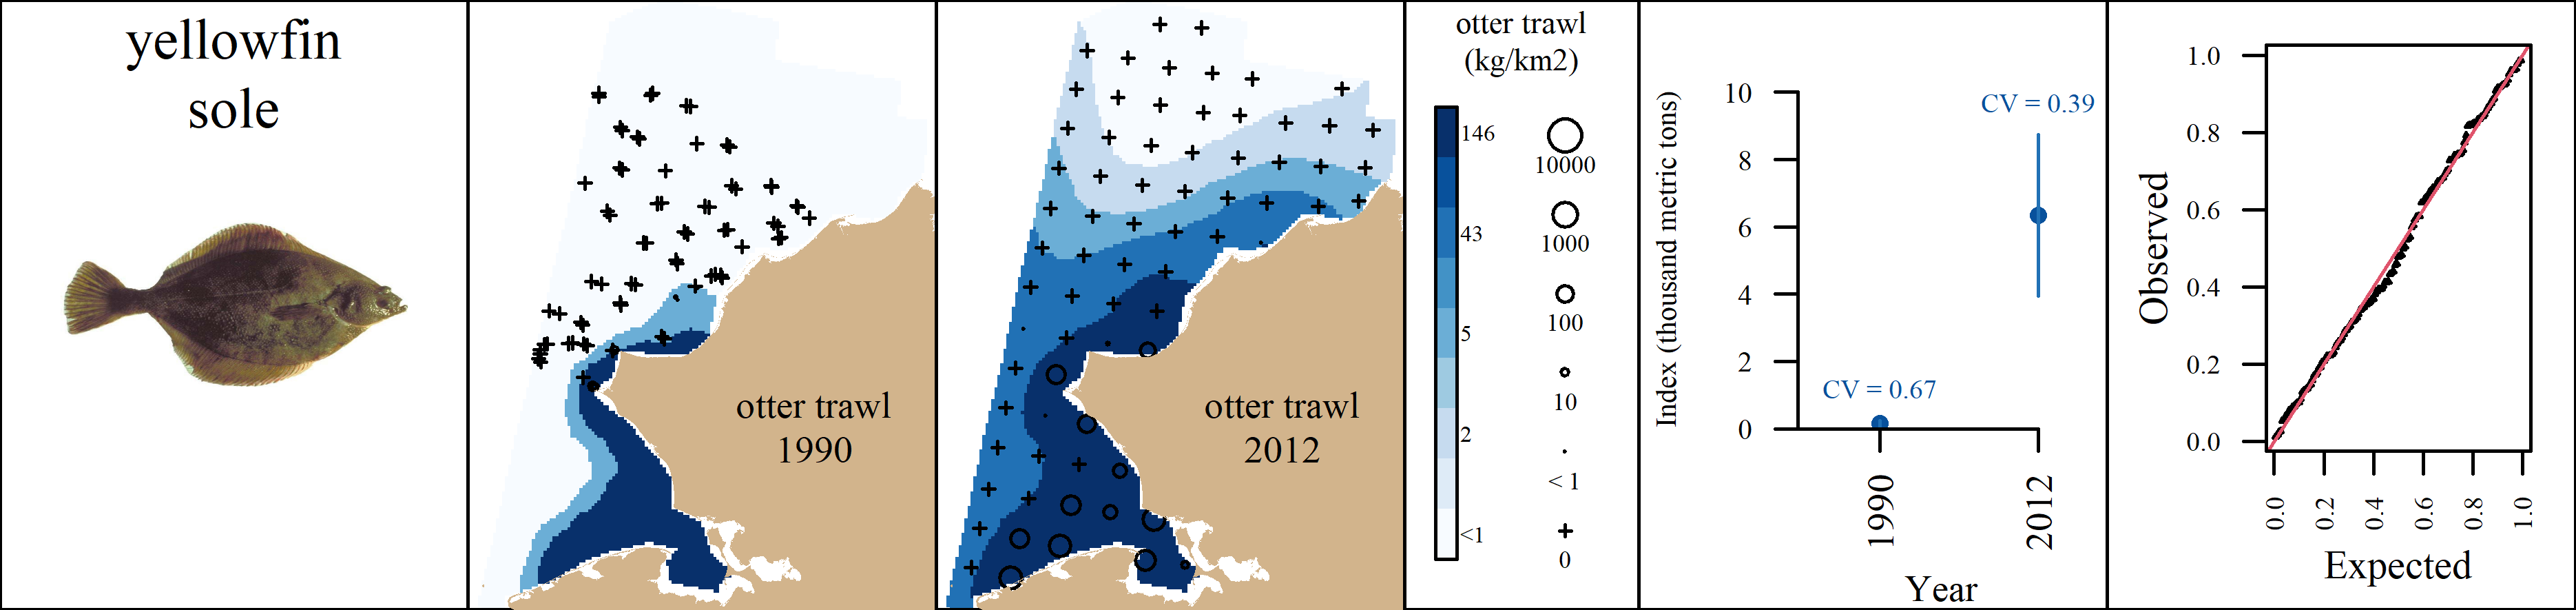 yellowfin
sole
otter trawl
1990
otter trawl
2012
otter trawl
(kg/km2)
146
43
5
2
<1
10000
1000
100
10
< 1
0
Index (thousand metric tons)
10
8
6
4
2
0
CV = 0.67
CV = 0.39
1990
2012
Year
Observed
1.0
0.8
0.6
0.4
0.2
0.0
0.0
0.2
0.4
0.6
0.8
1.0
Expected